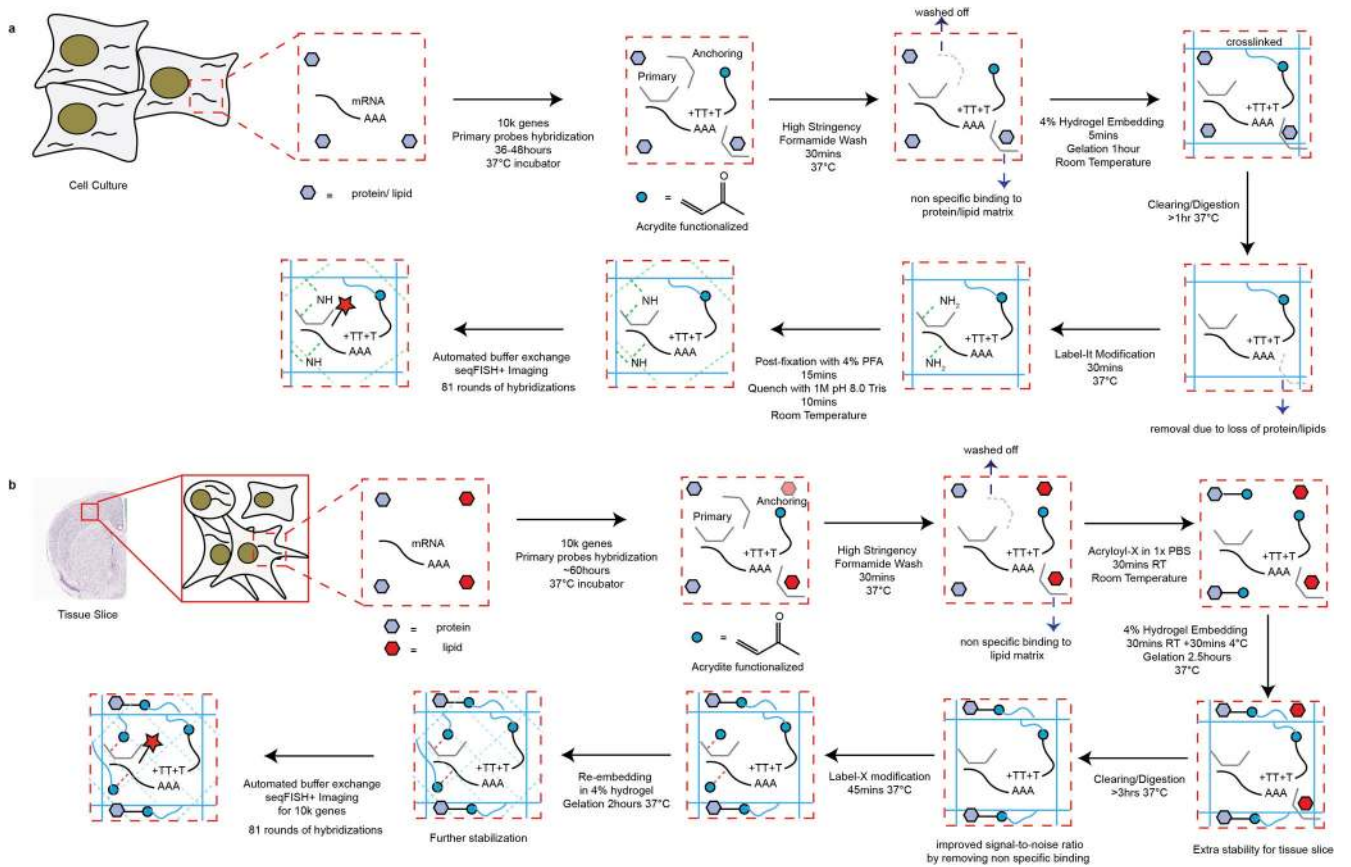 a
Cell Culture
mRNA
AAA
= protein/ lipid
10k genes
Primary probes hybridization
36-48hours
37°C incubator
Anchoring
Primary
+TT+T
AAA
= 
O
Acrydite functionalized
High Stringency
Formamide Wash
30mins
37°C
washed off
+TT+T
AAA
non specific binding to
protein/lipid matrix
4% Hydrogel Embedding
5mins
Gelation 1hour
Room Temperature
crosslinked
+TT+T
AAA
Clearing/Digestion
>1hr 37°C
+TT+T
AAA
removal due to loss of protein/lipids
Label-It Modification
30mins
37°C
NH2
+TT+T
AAA
NH2
Post-fixation with 4% PFA
15mins
Quench with 1M pH 8.0 Tris
10mins
Room Temperature
NH
+TT+T
AAA
NH
Automated buffer exchange
seqFISH+ Imaging
81 rounds of hybridizations
NH
+TT+T
AAA
NH
b
Tissue Slice
mRNA
AAA
= protein
= lipid
10k genes
Primary probes hybridization
~60hours
37°C incubator
Anchoring
Primary
+TT+T
AAA
=
O
Acrydite functionalized
High Stringency
Formamide Wash
30mins
37°C
washed off
+TT+T
AAA
non specific binding to
lipid matrix
Acryloyl-X in 1x PBS
30mins RT
Room Temperature
+TT+T
AAA
4% Hydrogel Embedding
30mins RT +30mins 4°C
Gelation 2.5hours
37°C
+TT+T
AAA
Extra stability for tissue slice
Clearing/Digestion
>3hrs 37°C
+TT+T
AAA
improved signal-to-noise ratio
by removing non specific binding
Label-X modification
45mins 37°C
+TT+T
AAA
Re-embedding
in 4% hydrogel
Gelation 2hours 37°C
+TT+T
AAA
Further stabilization
Automated buffer exchange
seqFISH+ Imaging
for 10k genes
81 rounds of hybridizations
+TT+T
AAA